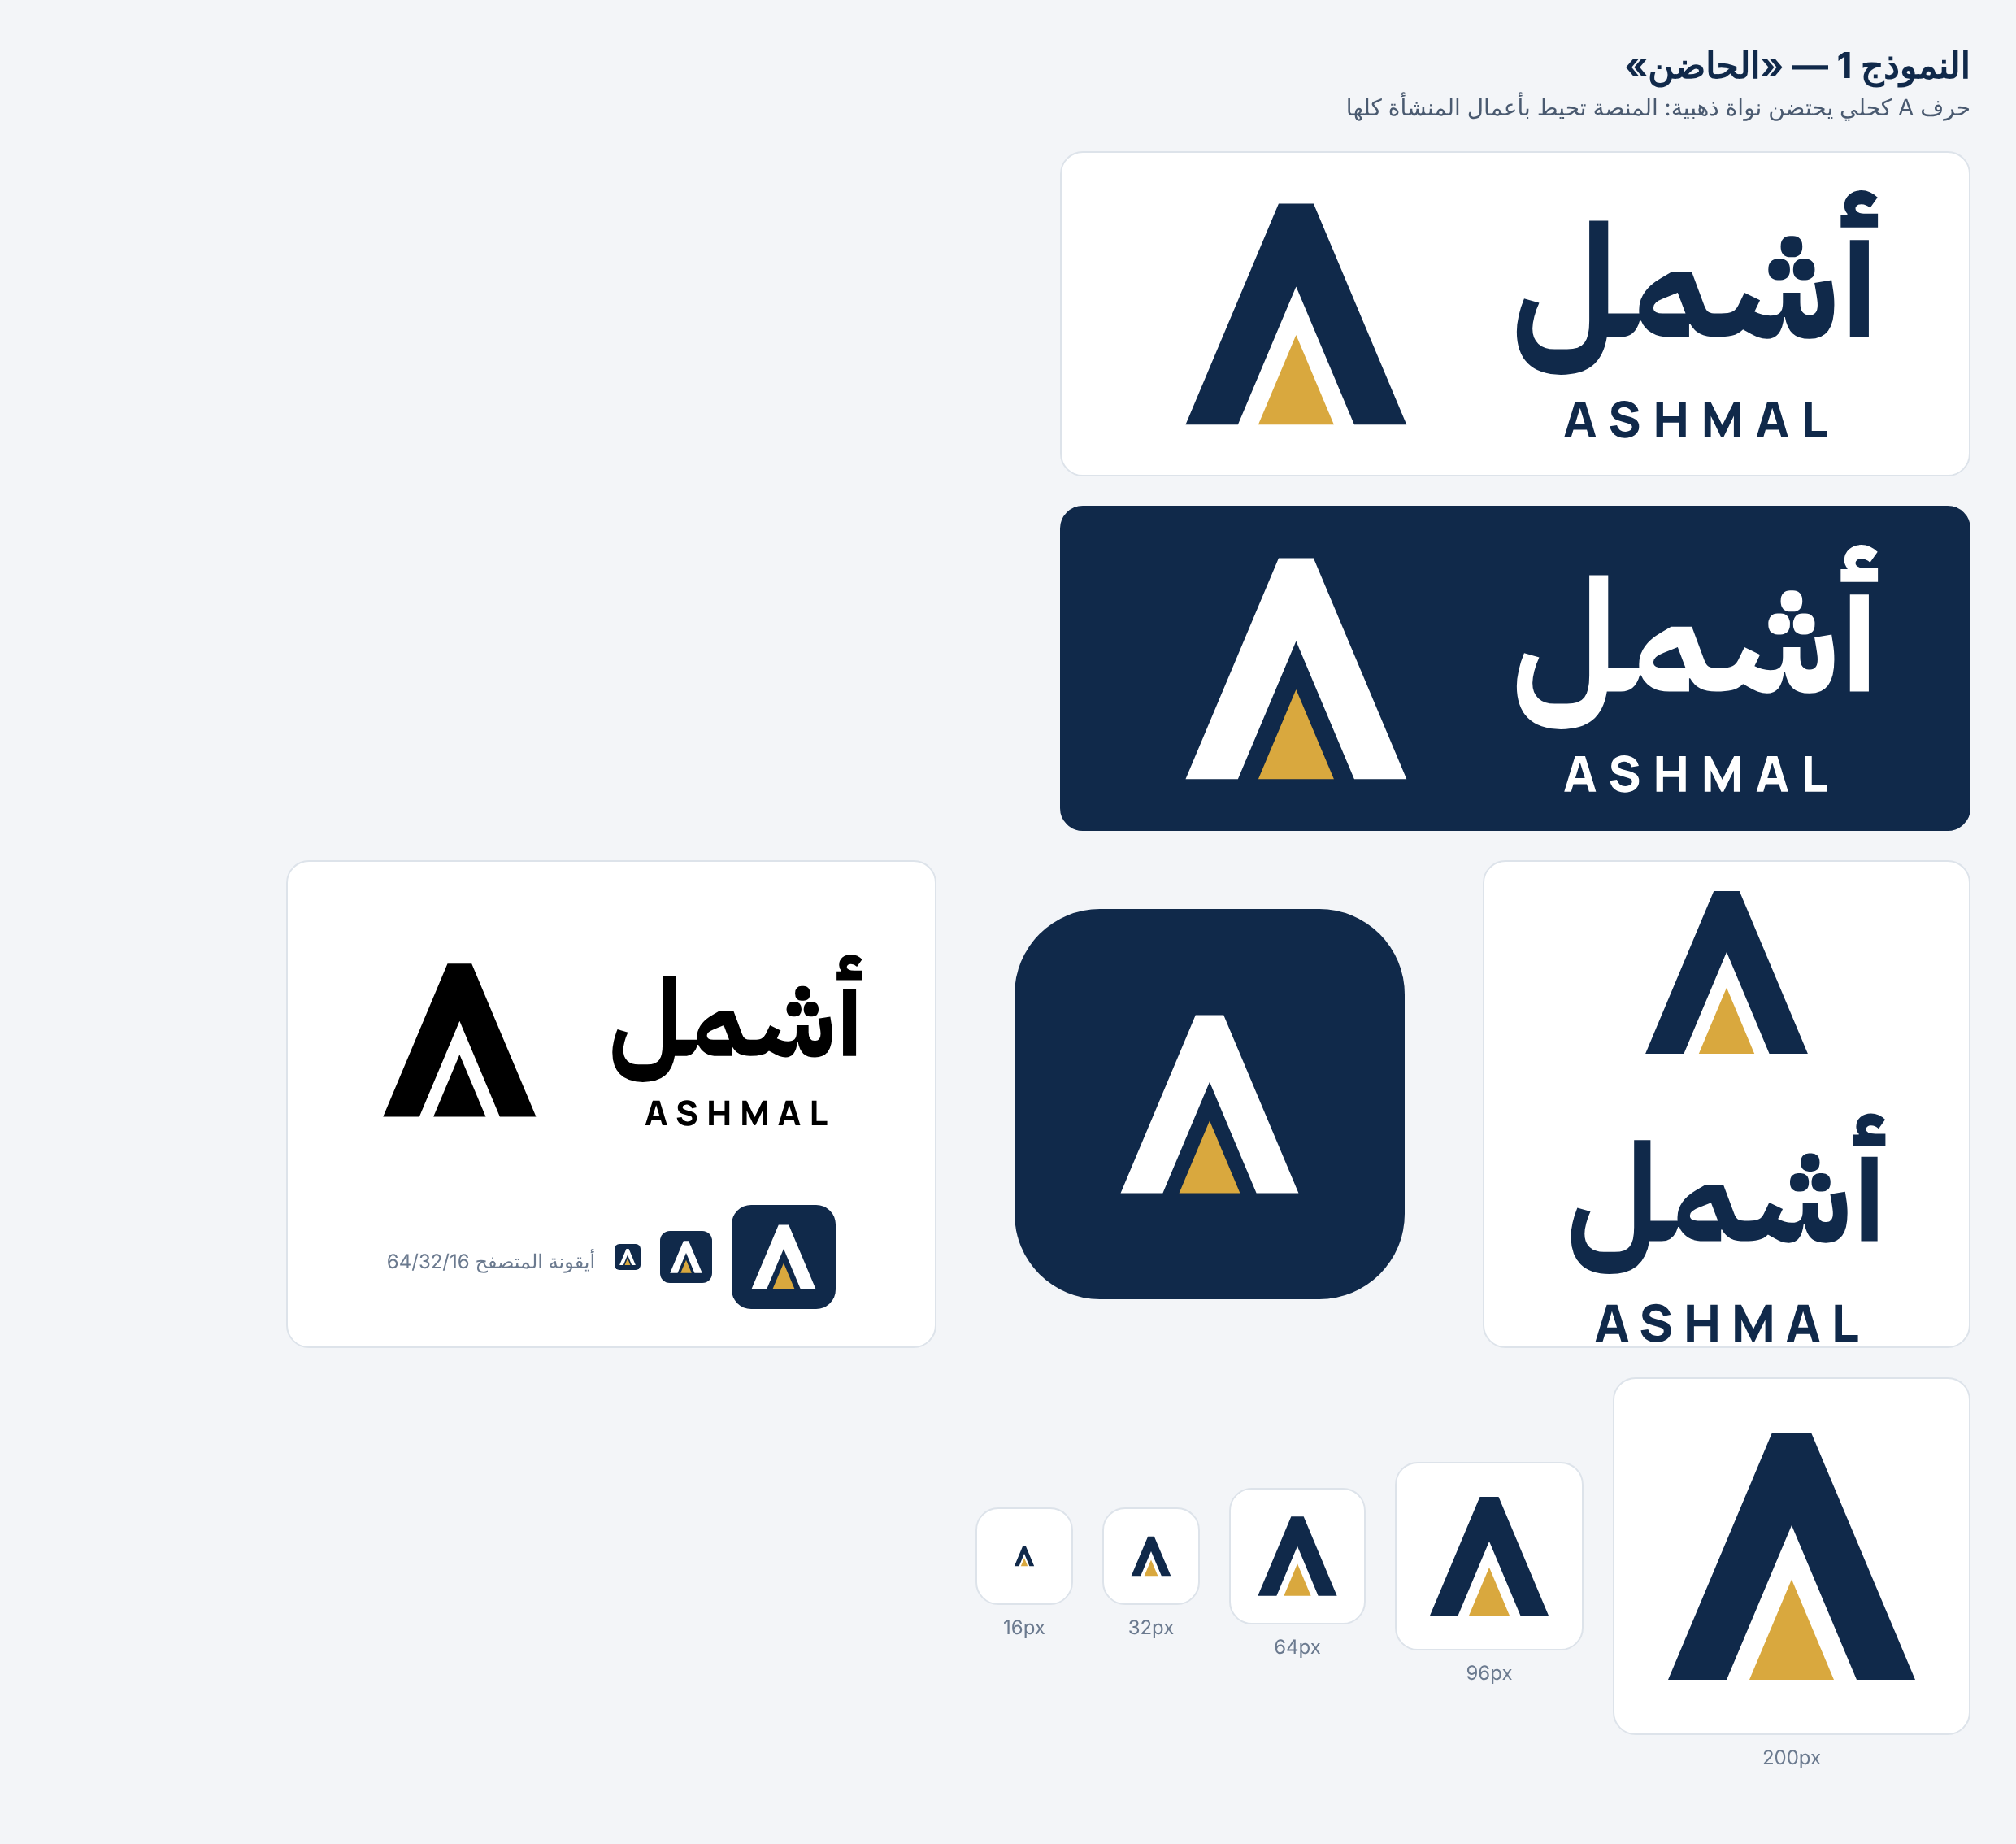 النموذج 1 — «الحاضن»
حرف A كحلي يحتضن نواة ذهبية: المنصة تحيط بأعمال المنشأة كلها
أشمل
ASHMAL
أشمل
ASHMAL
أشمل
ASHMAL
أشمل
ASHMAL
أيقونة المتصفح 64/32/16
200px
96px
64px
32px
16px